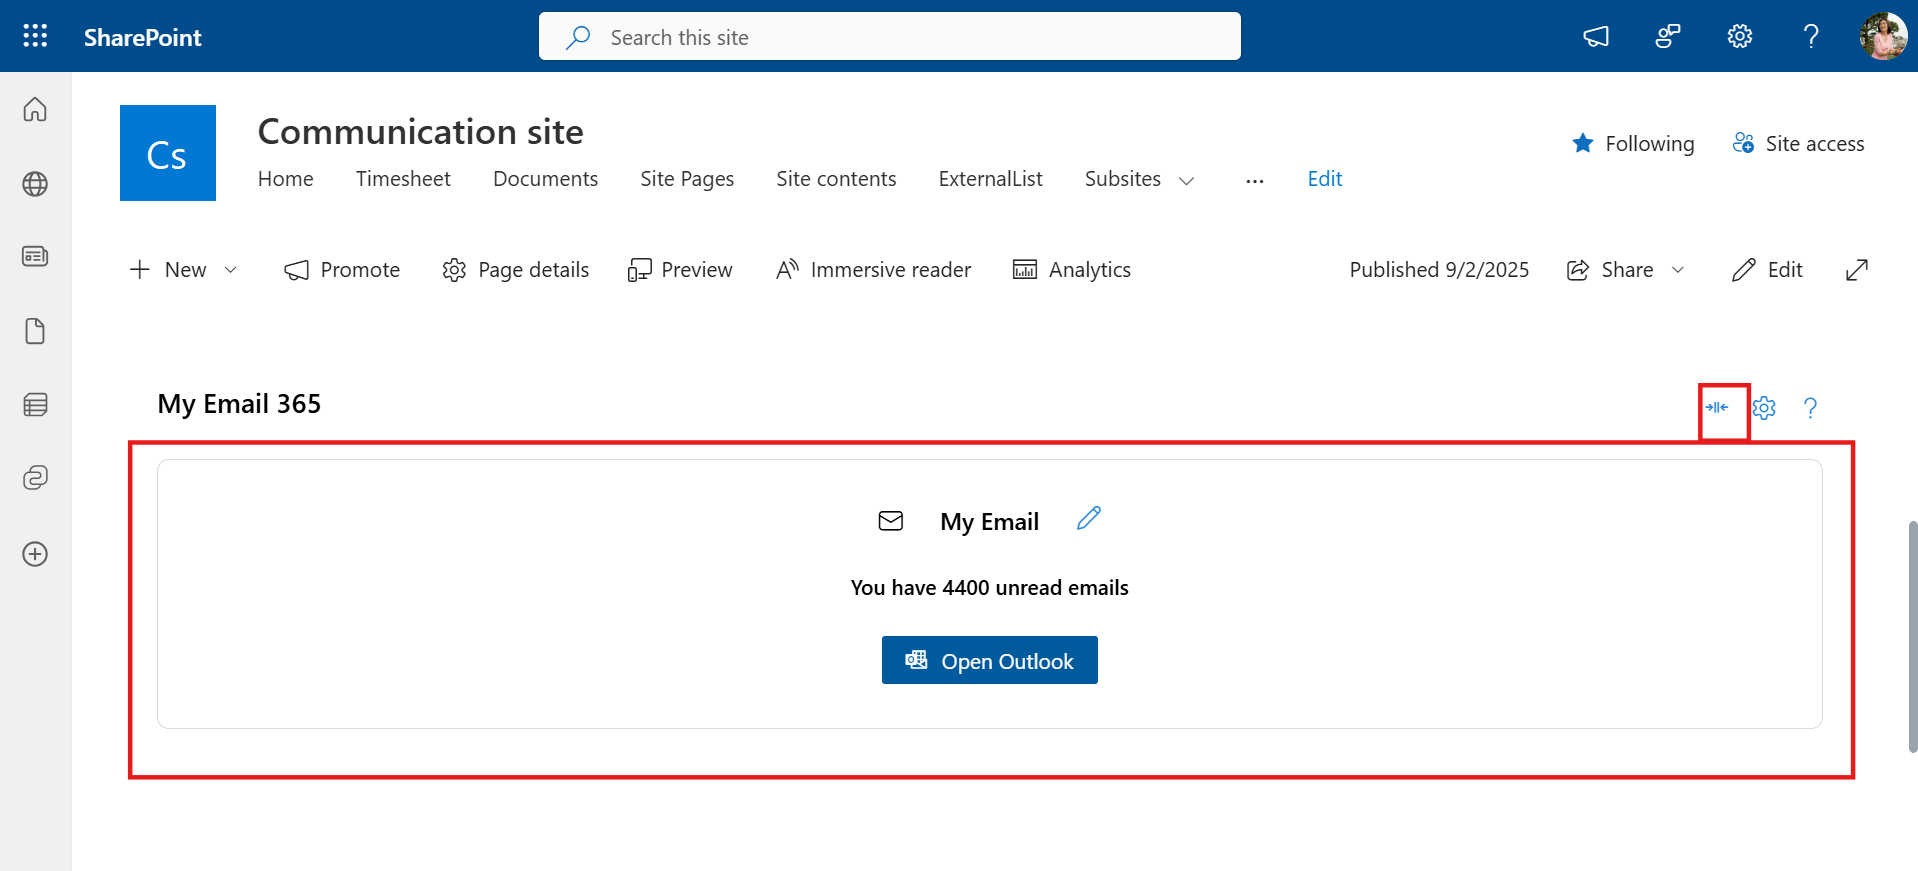 SharePoint
Search this site
Cs
Communication site
Following
Site access
Home Timesheet Documents Site Pages Site contents ExternalList Subsites ... Edit
New Promote Page details Preview Immersive reader Analytics Published 9/2/2025 Share Edit
My Email 365
My Email
You have 4400 unread emails
Open Outlook